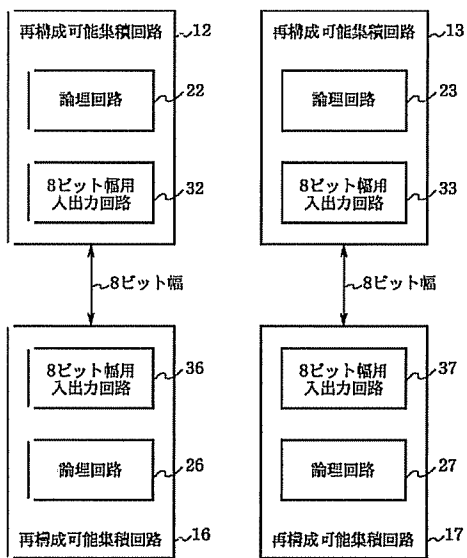 再構成可能集積回路 12
論理回路 22
8ビット幅用
入出力回路 32
8ビット幅
8ビット幅用
入出力回路 36
論理回路 26
再構成可能集積回路 16
再構成可能集積回路 13
論理回路 23
8ビット幅用
入出力回路 33
8ビット幅
8ビット幅用
入出力回路 37
論理回路 27
再構成可能集積回路 17